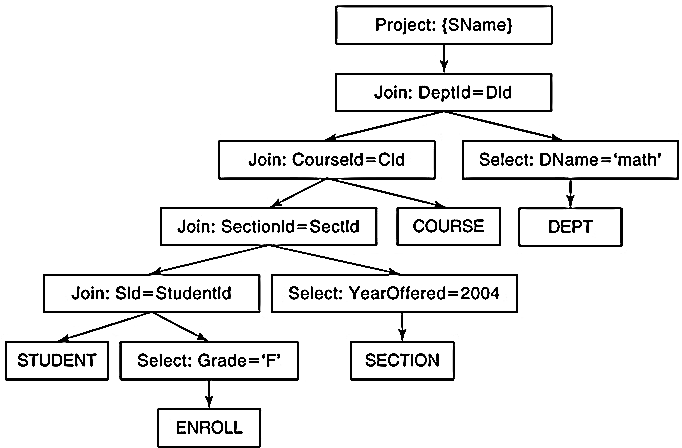 Project: {SName}
Join: DeptId=DId
Join: CourseId=CId
Select: DName='math'
Join: SectionId=SectId
COURSE
DEPT
Join: SId=StudentId
Select: YearOffered=2004
STUDENT
Select: Grade='F'
SECTION
ENROLL